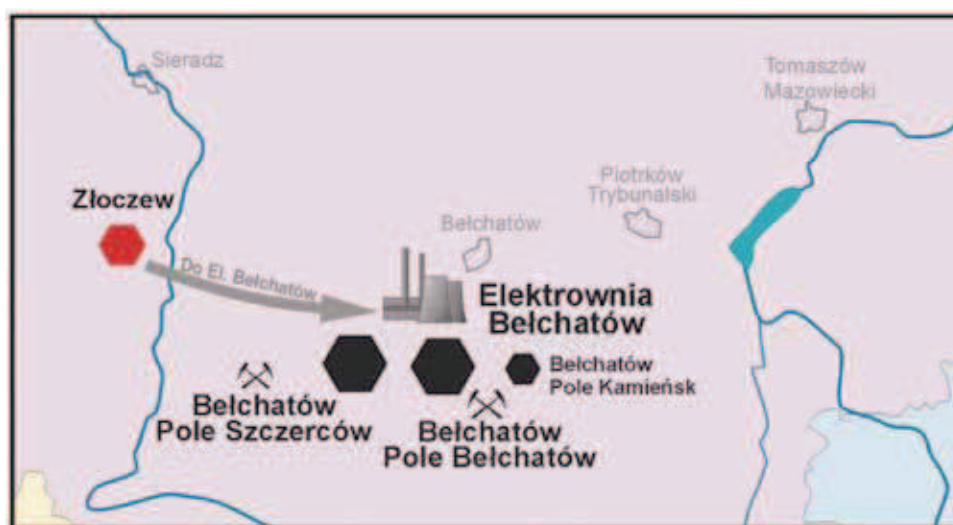 Sieradz
Tomaszów
Mazowiecki
Złoczew
Piotrków
Trybunalski
Bełchatów
Do El. Bełchatów
Elektrownia
Bełchatów
Bełchatów
Pole Kamieńsk
Bełchatów
Pole Szczerców
Bełchatów
Pole Bełchatów